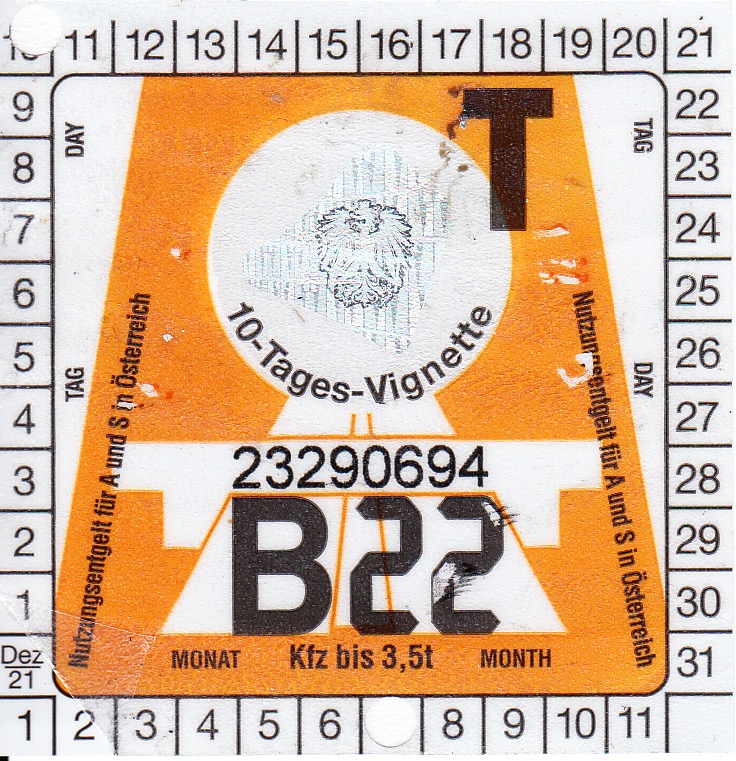 11 12 13 14 15 16 17 18 19 20 21
9
8
7
6
5
4
3
2
1
Dez
21
22
23
24
25
26
27
28
29
30
31
DAY
TAG
T
TAG
DAY
10-Tages-Vignette
Nutzungsentgelt für A und S in Österreich
Nutzungsentgelt für A und S in Österreich
23290694
B22
MONAT Kfz bis 3,5t MONTH
1 2 3 4 5 6 8 9 10 11